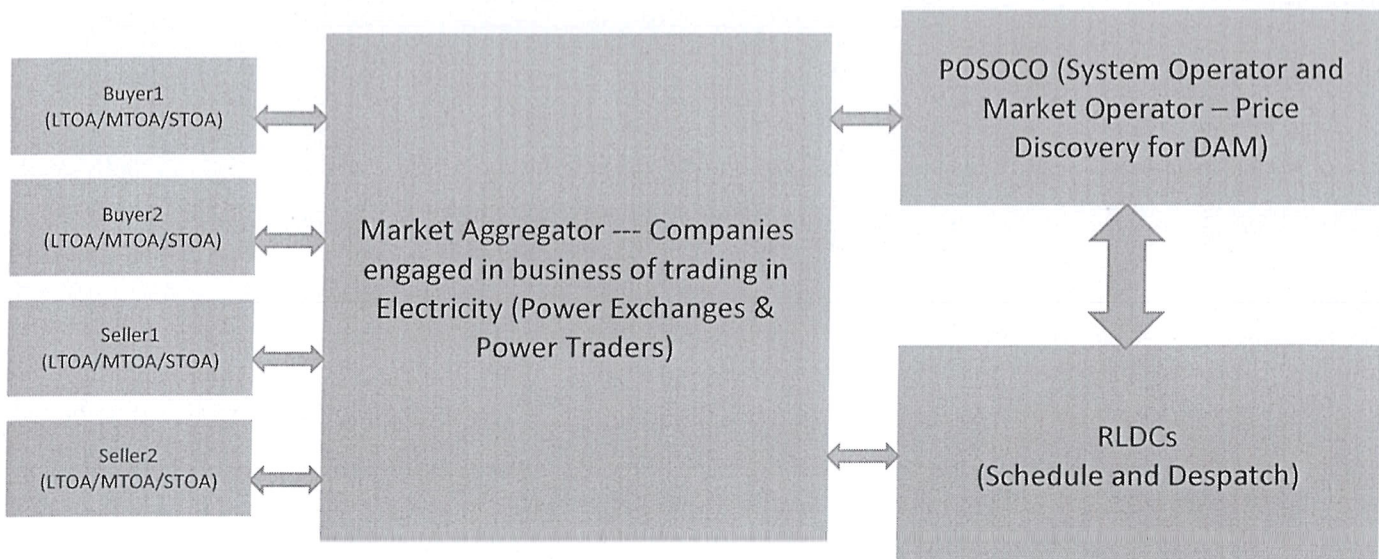 Buyer1
(LTOA/MTOA/STOA)
Buyer2
(LTOA/MTOA/STOA)
Seller1
(LTOA/MTOA/STOA)
Seller2
(LTOA/MTOA/STOA)
Market Aggregator --- Companies
engaged in business of trading in
Electricity (Power Exchanges &
Power Traders)
POSOCO (System Operator and
Market Operator – Price
Discovery for DAM)
RLDCs
(Schedule and Despatch)